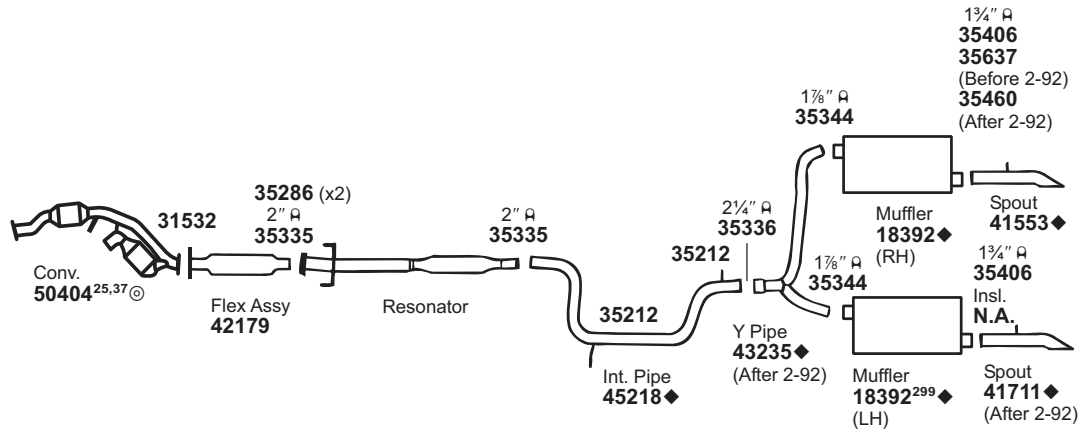 1¾″
35406
35637
(Before 2-92)
35460
(After 2-92)
1⅞″
35344
35286 (x2)
2″
35335
31532
2″
35335
2¼″
35336
35212
Muffler
18392◆
(RH)
Spout
41553◆
1¾″
35406
Insl.
N.A.
1⅞″
35344
Conv.
50404²⁵,³⁷◎
Flex Assy
42179
Resonator
35212
Int. Pipe
45218◆
Y Pipe
43235◆
(After 2-92)
Muffler
18392²⁹⁹◆
(LH)
Spout
41711◆
(After 2-92)